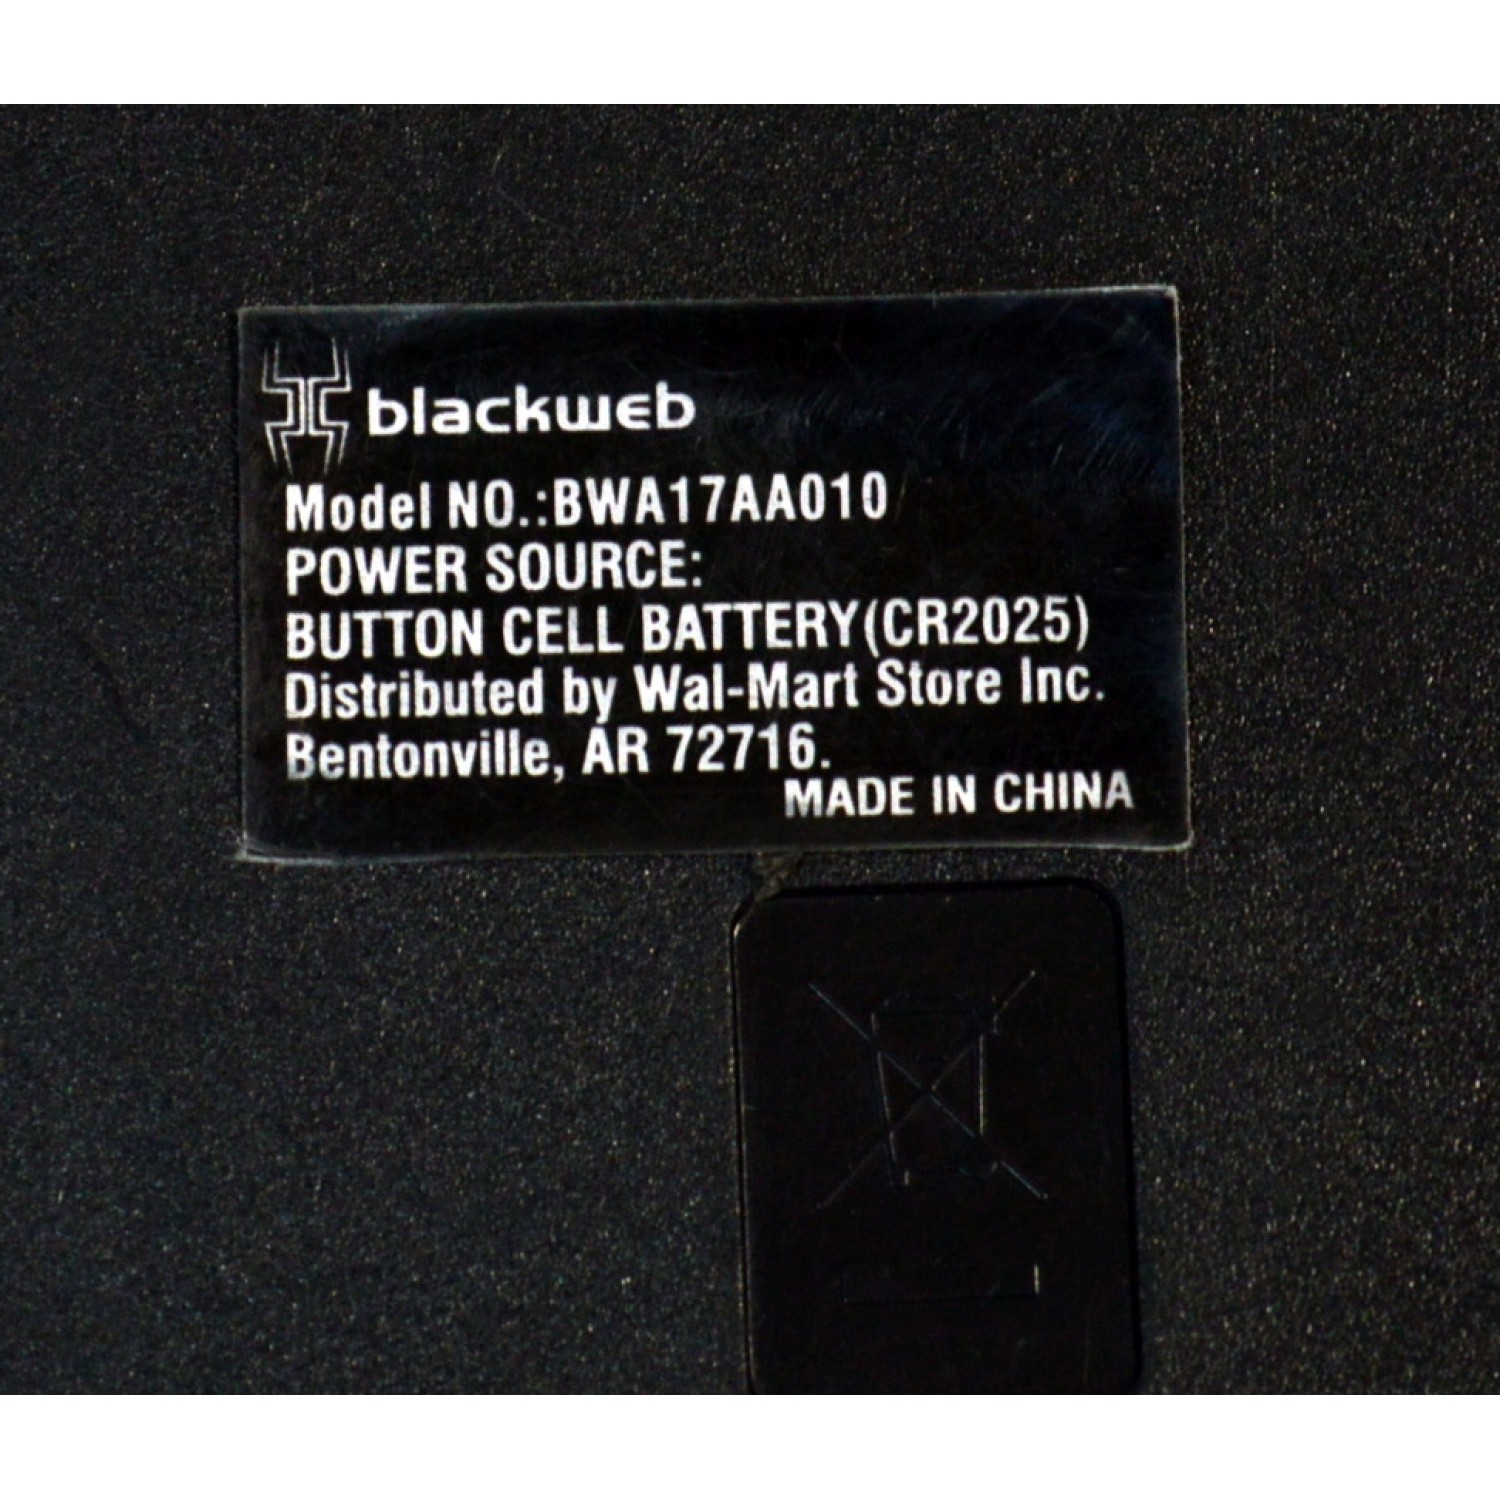 blackweb
Model NO.:BWA17AA010
POWER SOURCE:
BUTTON CELL BATTERY(CR2025)
Distributed by Wal-Mart Store Inc.
Bentonville, AR 72716.
MADE IN CHINA